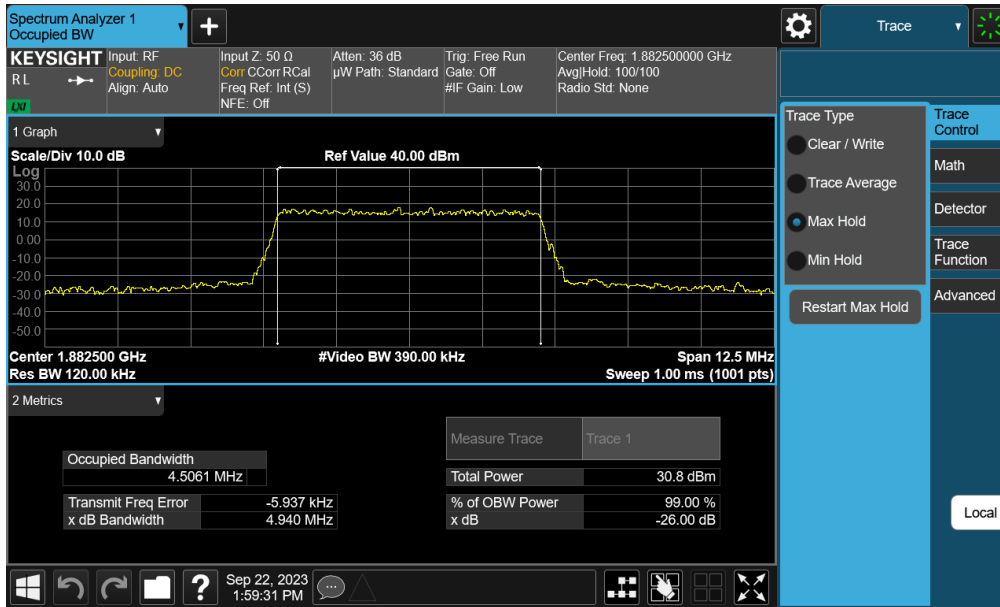 Spectrum Analyzer 1
Occupied BW
Trace
KEYSIGHT
R L
LXI
Input: RF
Coupling: DC
Align: Auto
Input Z: 50 Ω
Corr CCorr RCal
Freq Ref: Int (S)
NFE: Off
Atten: 36 dB
µW Path: Standard
Trig: Free Run
Gate: Off
#IF Gain: Low
Center Freq: 1.882500000 GHz
Avg|Hold: 100/100
Radio Std: None
1 Graph
Scale/Div 10.0 dB
Ref Value 40.00 dBm
Log
30.0
20.0
10.0
0.00
-10.0
-20.0
-30.0
-40.0
-50.0
Center 1.882500 GHz
#Video BW 390.00 kHz
Span 12.5 MHz
Res BW 120.00 kHz
Sweep 1.00 ms (1001 pts)
2 Metrics
Measure Trace
Trace 1
Occupied Bandwidth
4.5061 MHz
Total Power
30.8 dBm
Transmit Freq Error
-5.937 kHz
% of OBW Power
99.00 %
x dB Bandwidth
4.940 MHz
x dB
-26.00 dB
Trace Type
Clear / Write
Trace Average
Max Hold
Min Hold
Restart Max Hold
Trace
Control
Math
Detector
Trace
Function
Advanced
Local
?
Sep 22, 2023
1:59:31 PM